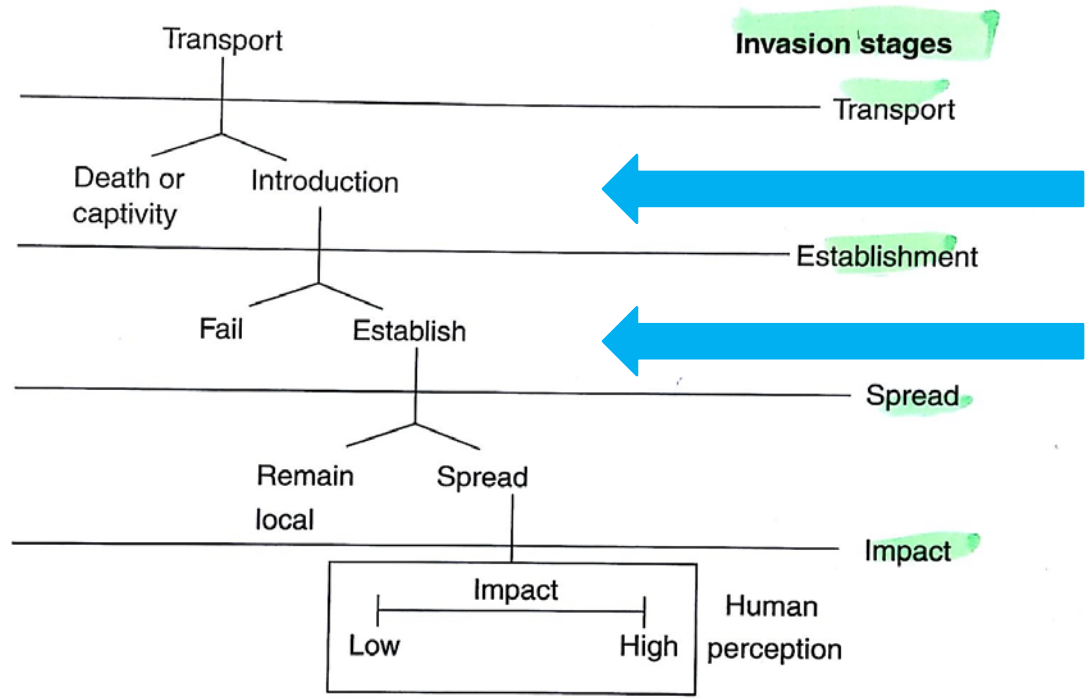 Transport
Invasion stages
Transport
Death or
captivity
Introduction
Establishment
Fail
Establish
Spread
Remain
local
Spread
Impact
Impact
Low
High
Human
perception